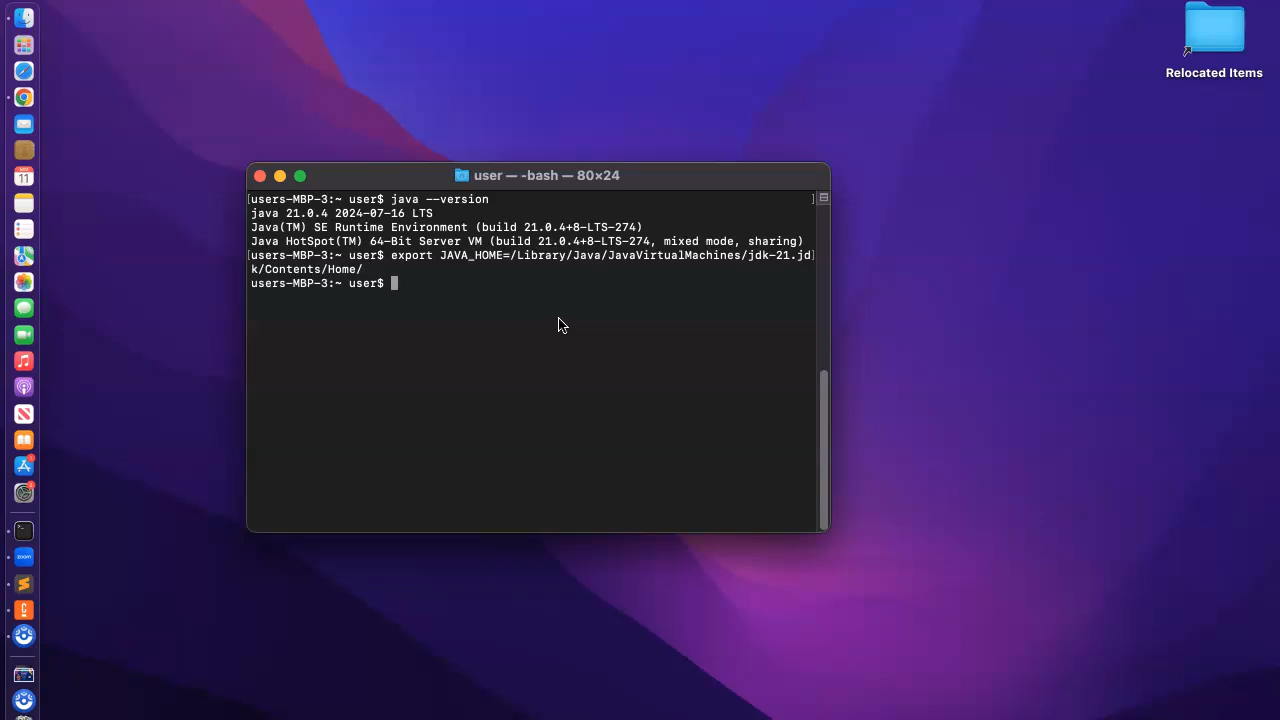 Relocated Items
user — -bash — 80×24
[users-MBP-3:~ user$ java --version ]
java 21.0.4 2024-07-16 LTS
Java(TM) SE Runtime Environment (build 21.0.4+8-LTS-274)
Java HotSpot(TM) 64-Bit Server VM (build 21.0.4+8-LTS-274, mixed mode, sharing)
[users-MBP-3:~ user$ export JAVA_HOME=/Library/Java/JavaVirtualMachines/jdk-21.jd]
k/Contents/Home/
users-MBP-3:~ user$
11
zoom